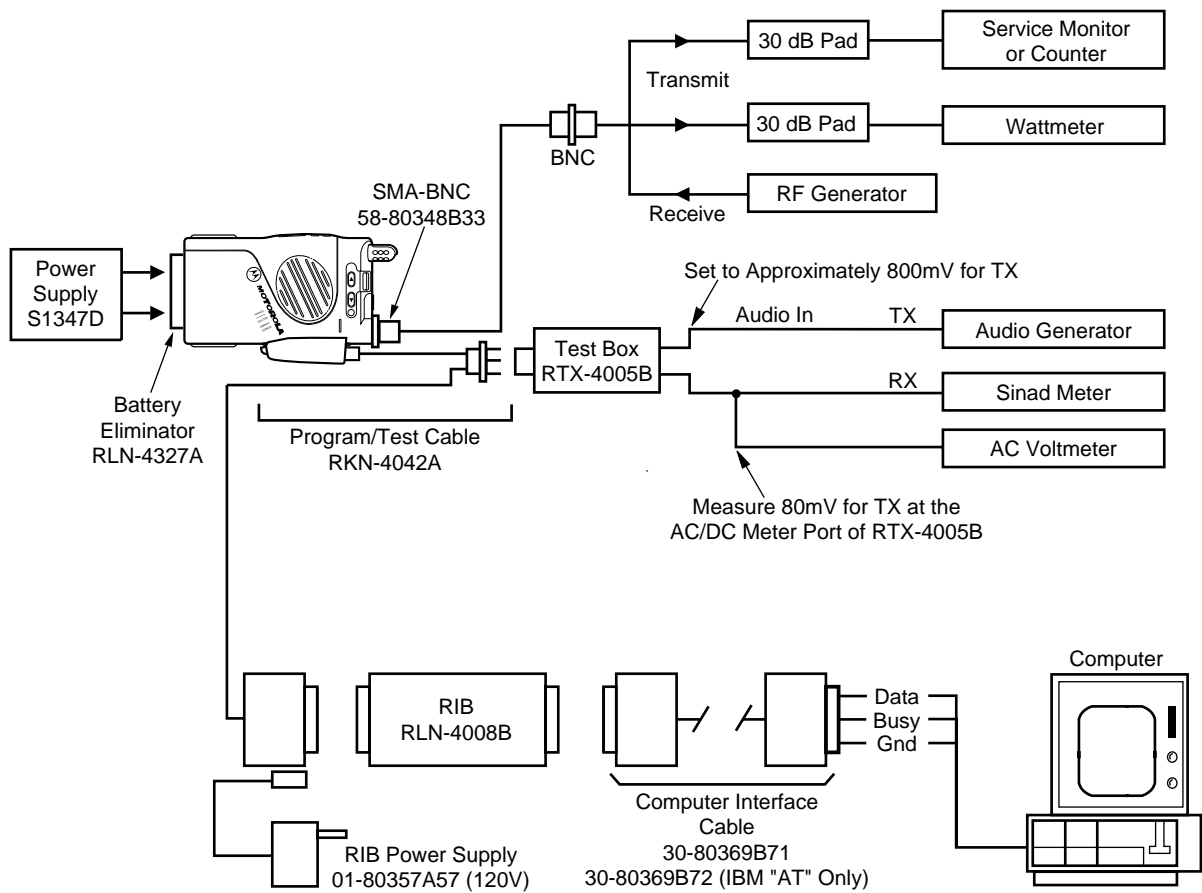 30 dB Pad
Service Monitor
or Counter
Transmit
30 dB Pad
Wattmeter
BNC
SMA-BNC
58-80348B33
RF Generator
Receive
Power
Supply
S1347D
MOTOROLA
Set to Approximately 800mV for TX
Audio In
TX
Audio Generator
Test Box
RTX-4005B
RX
Sinad Meter
AC Voltmeter
Battery
Eliminator
RLN-4327A
Program/Test Cable
RKN-4042A
Measure 80mV for TX at the
AC/DC Meter Port of RTX-4005B
Computer
RIB
RLN-4008B
Data
Busy
Gnd
Computer Interface
Cable
30-80369B71
30-80369B72 (IBM "AT" Only)
RIB Power Supply
01-80357A57 (120V)